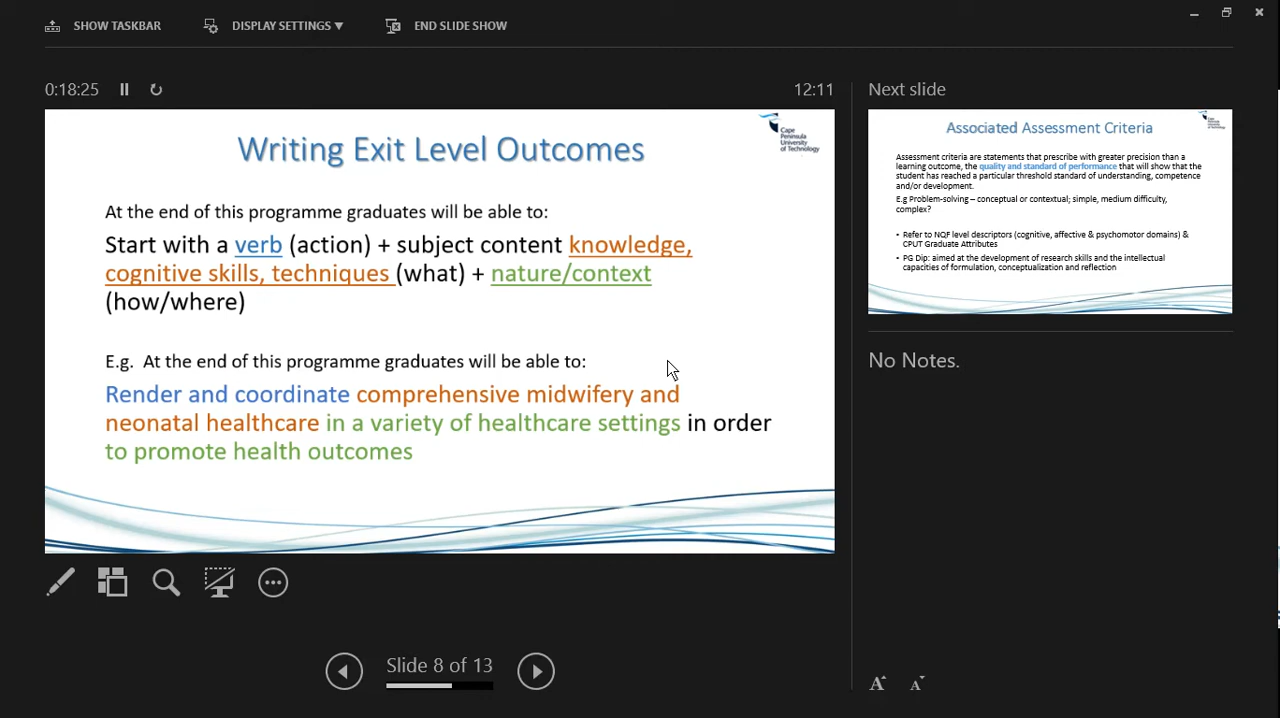 SHOW TASKBAR
DISPLAY SETTINGS
END SLIDE SHOW
0:18:25
12:11
Next slide
Writing Exit Level Outcomes
Cape
Peninsula
University
of Technology
At the end of this programme graduates will be able to:
Start with a verb (action) + subject content knowledge,
cognitive skills, techniques (what) + nature/context
(how/where)
E.g. At the end of this programme graduates will be able to:
Render and coordinate comprehensive midwifery and
neonatal healthcare in a variety of healthcare settings in order
to promote health outcomes
Associated Assessment Criteria
Assessment criteria are statements that prescribe with greater precision than a
learning outcome, the quality and standard of performance that will show that the
student has reached a particular threshold standard of understanding, competence
and/or development.
E.g Problem-solving – conceptual or contextual; simple, medium difficulty,
complex?
• Refer to NQF level descriptors (cognitive, affective & psychomotor domains) &
CPUT Graduate Attributes
• PG Dip: aimed at the development of research skills and the intellectual
capacities of formulation, conceptualization and reflection
No Notes.
Slide 8 of 13
A A